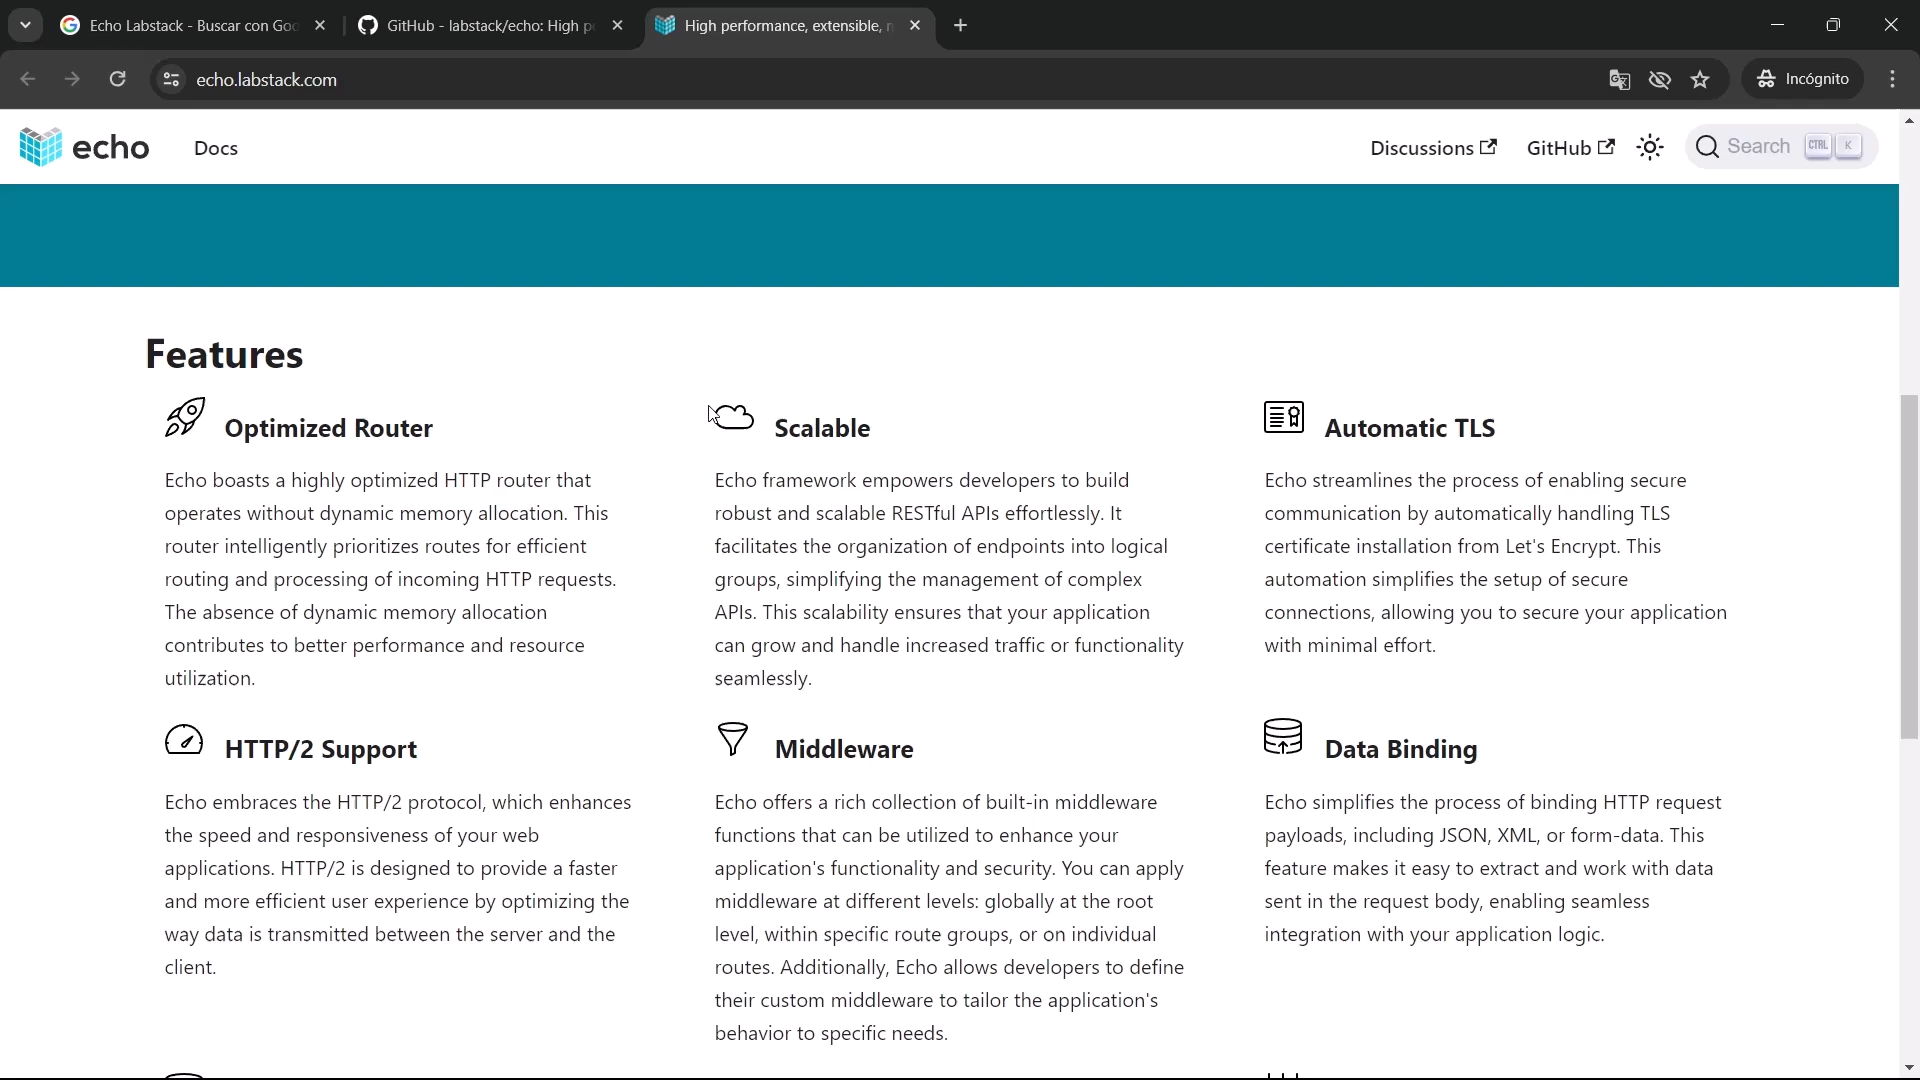 Echo Labstack - Buscar con Goo
GitHub - labstack/echo: High pe
High performance, extensible,
echo.labstack.com
Incógnito
echo
Docs
Discussions
GitHub
Search
CTRL
K
Features
Optimized Router
Echo boasts a highly optimized HTTP router that
operates without dynamic memory allocation. This
router intelligently prioritizes routes for efficient
routing and processing of incoming HTTP requests.
The absence of dynamic memory allocation
contributes to better performance and resource
utilization.
Scalable
Echo framework empowers developers to build
robust and scalable RESTful APIs effortlessly. It
facilitates the organization of endpoints into logical
groups, simplifying the management of complex
APIs. This scalability ensures that your application
can grow and handle increased traffic or functionality
seamlessly.
Automatic TLS
Echo streamlines the process of enabling secure
communication by automatically handling TLS
certificate installation from Let's Encrypt. This
automation simplifies the setup of secure
connections, allowing you to secure your application
with minimal effort.
HTTP/2 Support
Echo embraces the HTTP/2 protocol, which enhances
the speed and responsiveness of your web
applications. HTTP/2 is designed to provide a faster
and more efficient user experience by optimizing the
way data is transmitted between the server and the
client.
Middleware
Echo offers a rich collection of built-in middleware
functions that can be utilized to enhance your
application's functionality and security. You can apply
middleware at different levels: globally at the root
level, within specific route groups, or on individual
routes. Additionally, Echo allows developers to define
their custom middleware to tailor the application's
behavior to specific needs.
Data Binding
Echo simplifies the process of binding HTTP request
payloads, including JSON, XML, or form-data. This
feature makes it easy to extract and work with data
sent in the request body, enabling seamless
integration with your application logic.